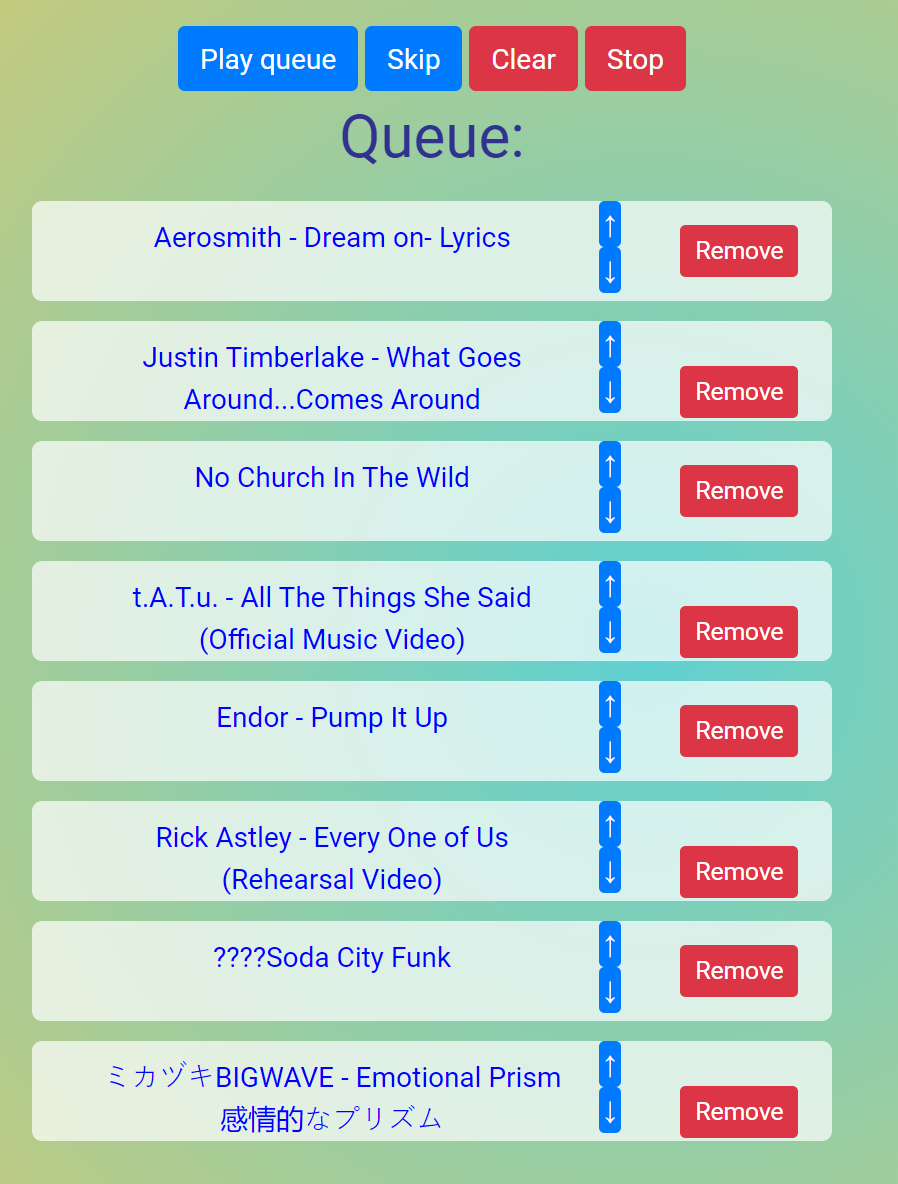 Play queue Skip Clear Stop
Queue:
Aerosmith - Dream on- Lyrics
↑
↓
Remove
Justin Timberlake - What Goes
Around...Comes Around
↑
↓
Remove
No Church In The Wild
↑
↓
Remove
t.A.T.u. - All The Things She Said
(Official Music Video)
↑
↓
Remove
Endor - Pump It Up
↑
↓
Remove
Rick Astley - Every One of Us
(Rehearsal Video)
↑
↓
Remove
????Soda City Funk
↑
↓
Remove
ミカヅキBIGWAVE - Emotional Prism
感情的なプリズム
↑
↓
Remove